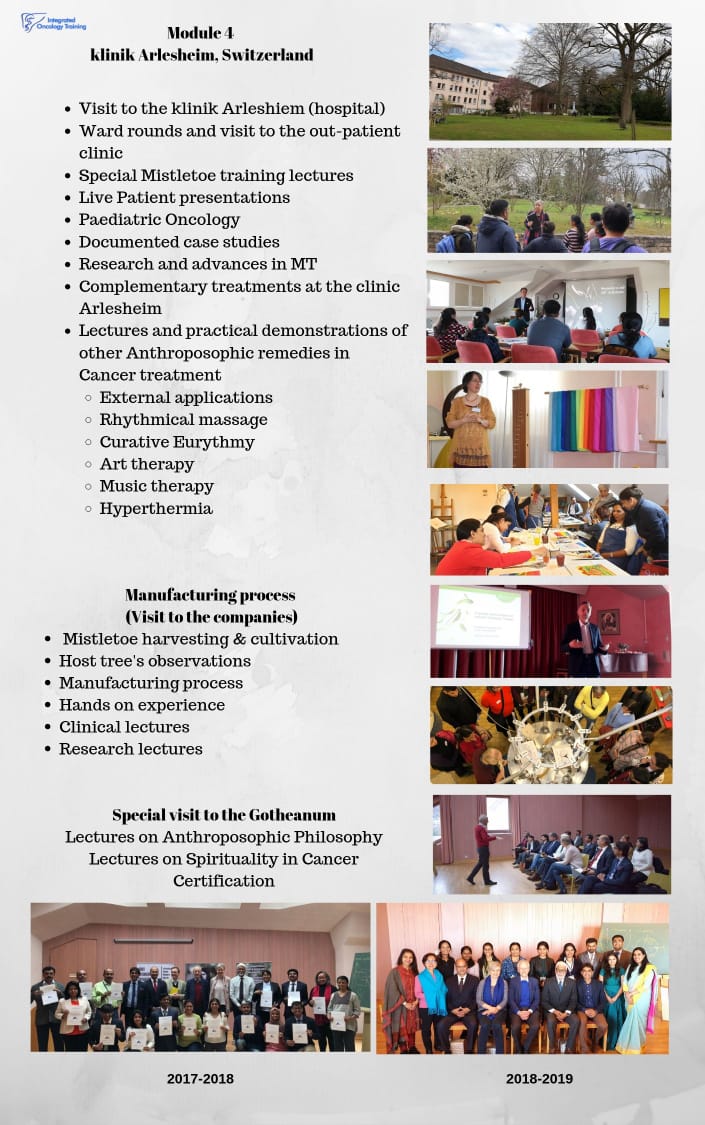 Integrated
Oncology Training
Module 4
klinik Arlesheim, Switzerland
Visit to the klinik Arleshiem (hospital)
Ward rounds and visit to the out-patient
clinic
Special Mistletoe training lectures
Live Patient presentations
Paediatric Oncology
Documented case studies
Research and advances in MT
Complementary treatments at the clinic
Arlesheim
Lectures and practical demonstrations of
other Anthroposophic remedies in
Cancer treatment
External applications
Rhythmical massage
Curative Eurythmy
Art therapy
Music therapy
Hyperthermia
Manufacturing process
(Visit to the companies)
Mistletoe harvesting & cultivation
Host tree's observations
Manufacturing process
Hands on experience
Clinical lectures
Research lectures
Special visit to the Gotheanum
Lectures on Anthroposophic Philosophy
Lectures on Spirituality in Cancer
Certification
2017-2018
2018-2019